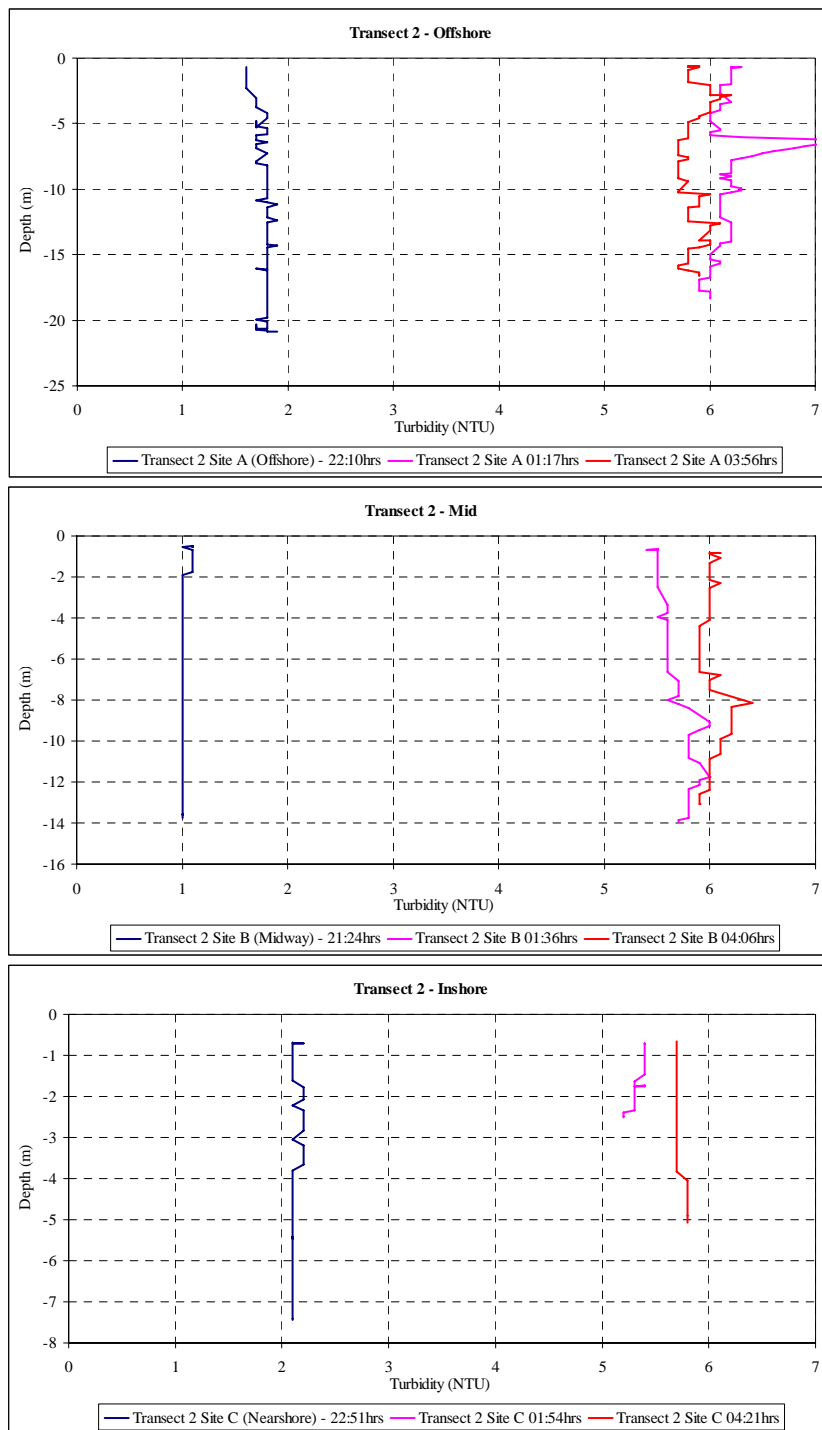 Transect 2 - Offshore
0
-5
-10
-15
-20
-25
Depth (m)
0 1 2 3 4 5 6 7
Turbidity (NTU)
Transect 2 Site A (Offshore) - 22:10hrs Transect 2 Site A 01:17hrs Transect 2 Site A 03:56hrs
Transect 2 - Mid
0
-2
-4
-6
-8
-10
-12
-14
-16
Depth (m)
0 1 2 3 4 5 6 7
Turbidity (NTU)
Transect 2 Site B (Midway) - 21:24hrs Transect 2 Site B 01:36hrs Transect 2 Site B 04:06hrs
Transect 2 - Inshore
0
-1
-2
-3
-4
-5
-6
-7
-8
Depth (m)
0 1 2 3 4 5 6 7
Turbidity (NTU)
Transect 2 Site C (Nearshore) - 22:51hrs Transect 2 Site C 01:54hrs Transect 2 Site C 04:21hrs